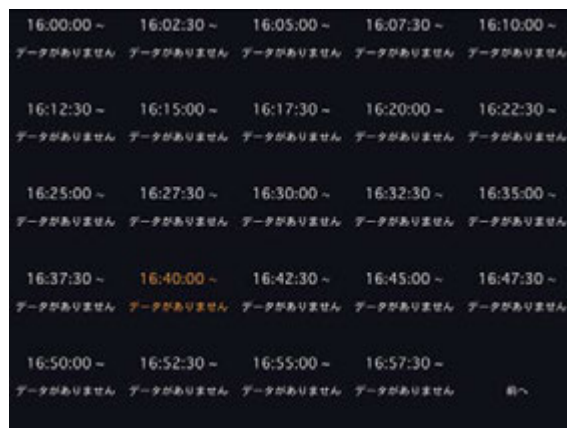 16:00:00 ~ 16:02:30 ~ 16:05:00 ~ 16:07:30 ~ 16:10:00 ~
データがありません データがありません データがありません データがありません データがありません
16:12:30 ~ 16:15:00 ~ 16:17:30 ~ 16:20:00 ~ 16:22:30 ~
データがありません データがありません データがありません データがありません データがありません
16:25:00 ~ 16:27:30 ~ 16:30:00 ~ 16:32:30 ~ 16:35:00 ~
データがありません データがありません データがありません データがありません データがありません
16:37:30 ~ 16:40:00 ~ 16:42:30 ~ 16:45:00 ~ 16:47:30 ~
データがありません データがありません データがありません データがありません データがありません
16:50:00 ~ 16:52:30 ~ 16:55:00 ~ 16:57:30 ~
データがありません データがありません データがありません データがありません 前へ